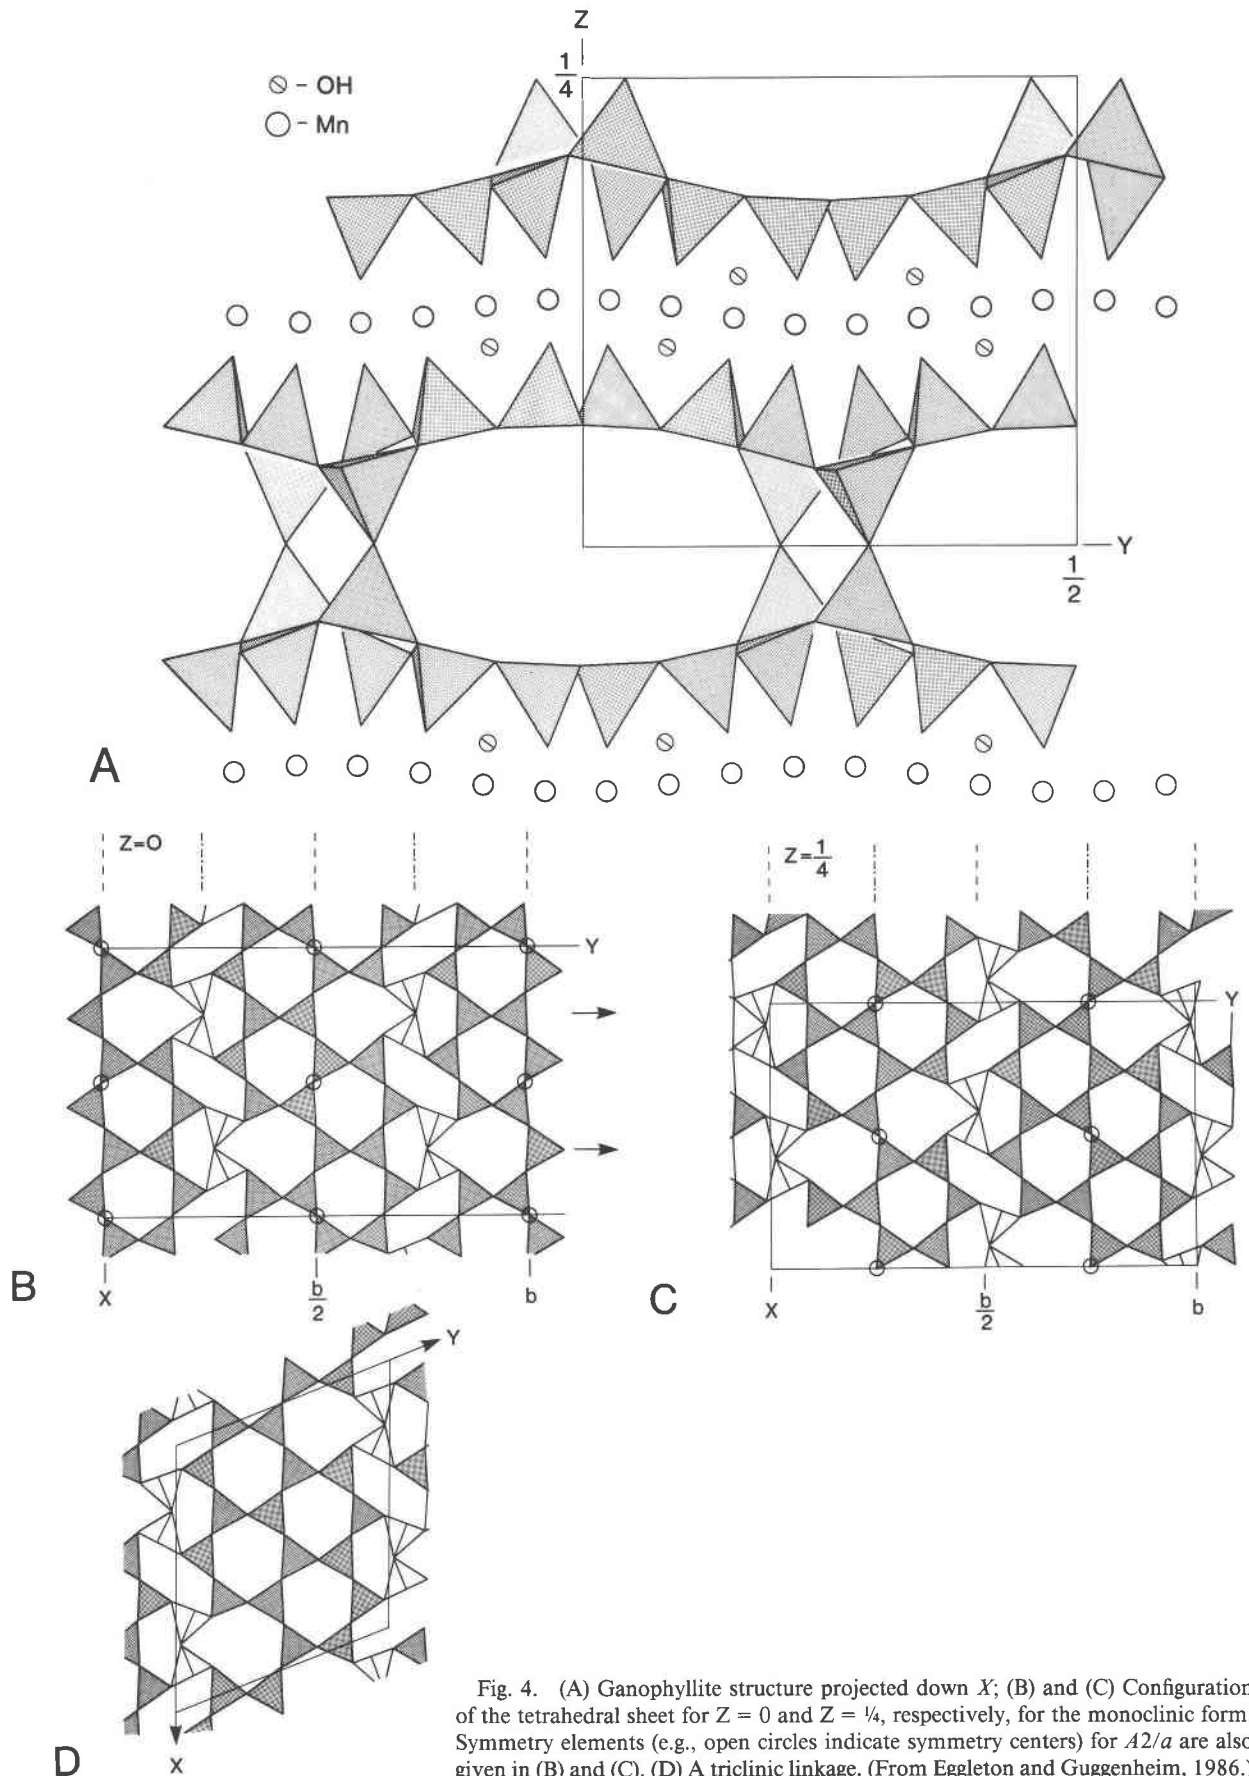 Z
1
4
– OH
– Mn
Y
1
2
A
Z=0
Y
B
X
b
2
b
Z=1
4
Y
C
X
b
2
b
Y
D
X
Fig. 4. (A) Ganophyllite structure projected down X; (B) and (C) Configuration
of the tetrahedral sheet for Z = 0 and Z = ¼, respectively, for the monoclinic form.
Symmetry elements (e.g., open circles indicate symmetry centers) for A2/a are also
given in (B) and (C). (D) A triclinic linkage. (From Eggleton and Guggenheim, 1986.)